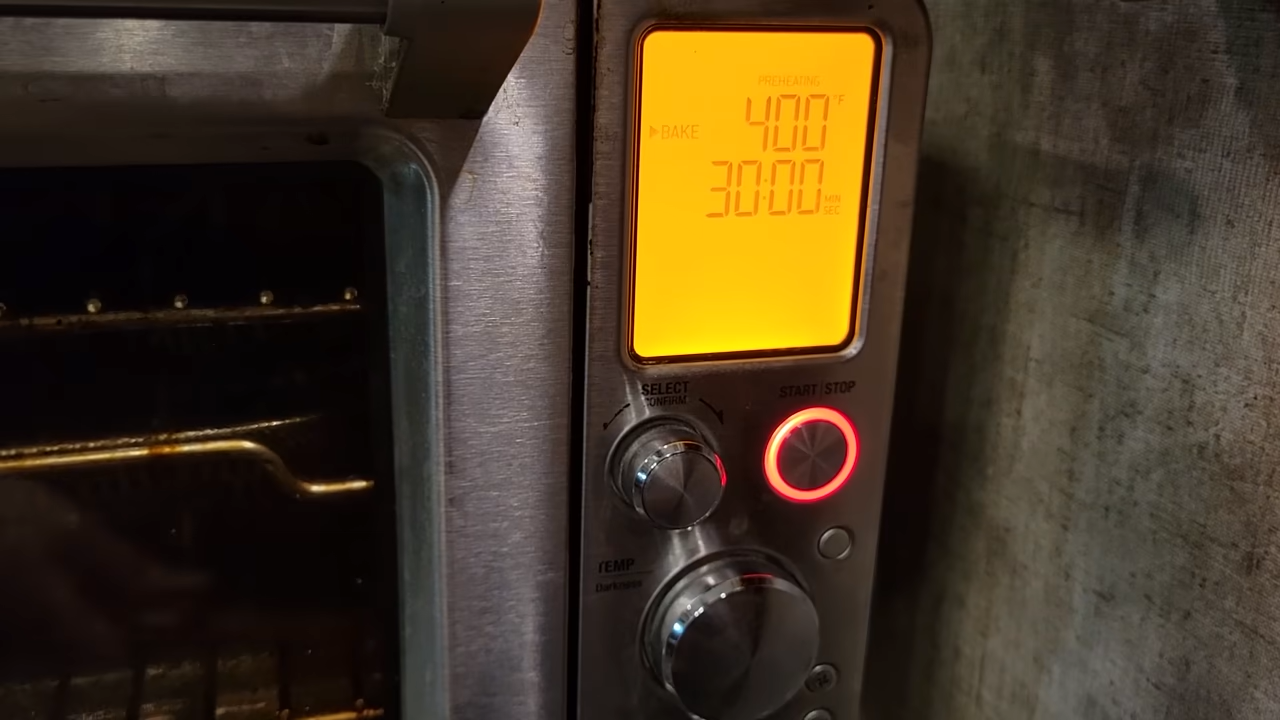 PREHEATING
400°F
BAKE
30:00 MIN
SEC
SELECT
CONFIRM
START | STOP
TEMP
Darkness